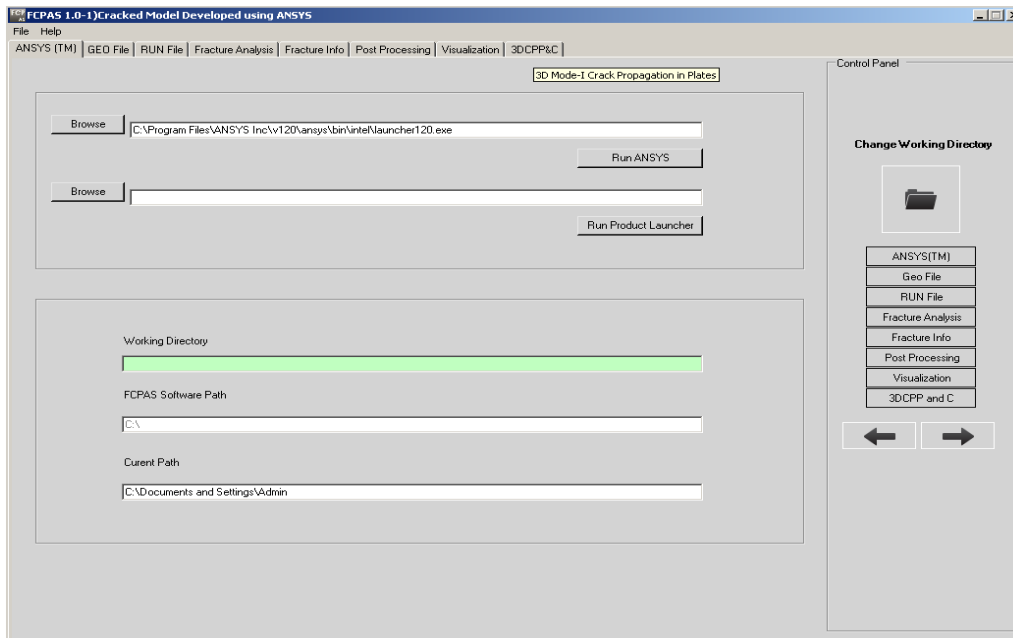 FCPAS 1.0-1)Cracked Model Developed using ANSYS
File Help
ANSYS (TM) GEO File RUN File Fracture Analysis Fracture Info Post Processing Visualization 3DCPP&C
3D Mode-I Crack Propagation in Plates
Browse C:\Program Files\ANSYS Inc\v120\ansys\bin\intel\launcher120.exe
Run ANSYS
Browse
Run Product Launcher
Working Directory
FCPAS Software Path
C:\
Curent Path
C:\Documents and Settings\Admin
Control Panel
Change Working Directory
ANSYS(TM)
Geo File
RUN File
Fracture Analysis
Fracture Info
Post Processing
Visualization
3DCPP and C